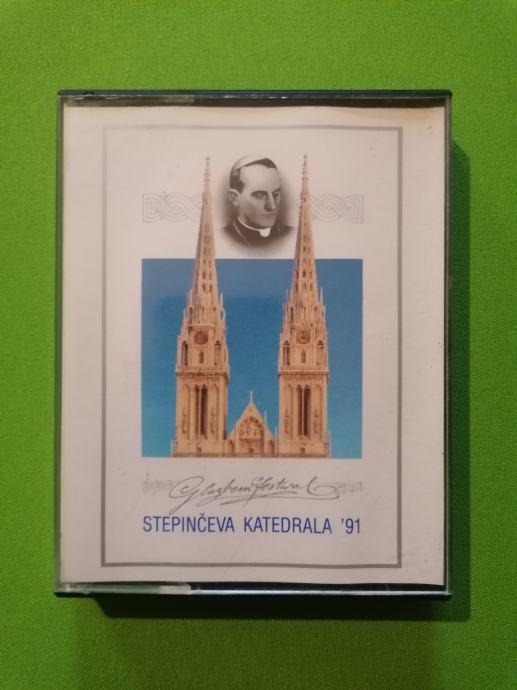 Glazbeni festival
STEPINČEVA KATEDRALA '91